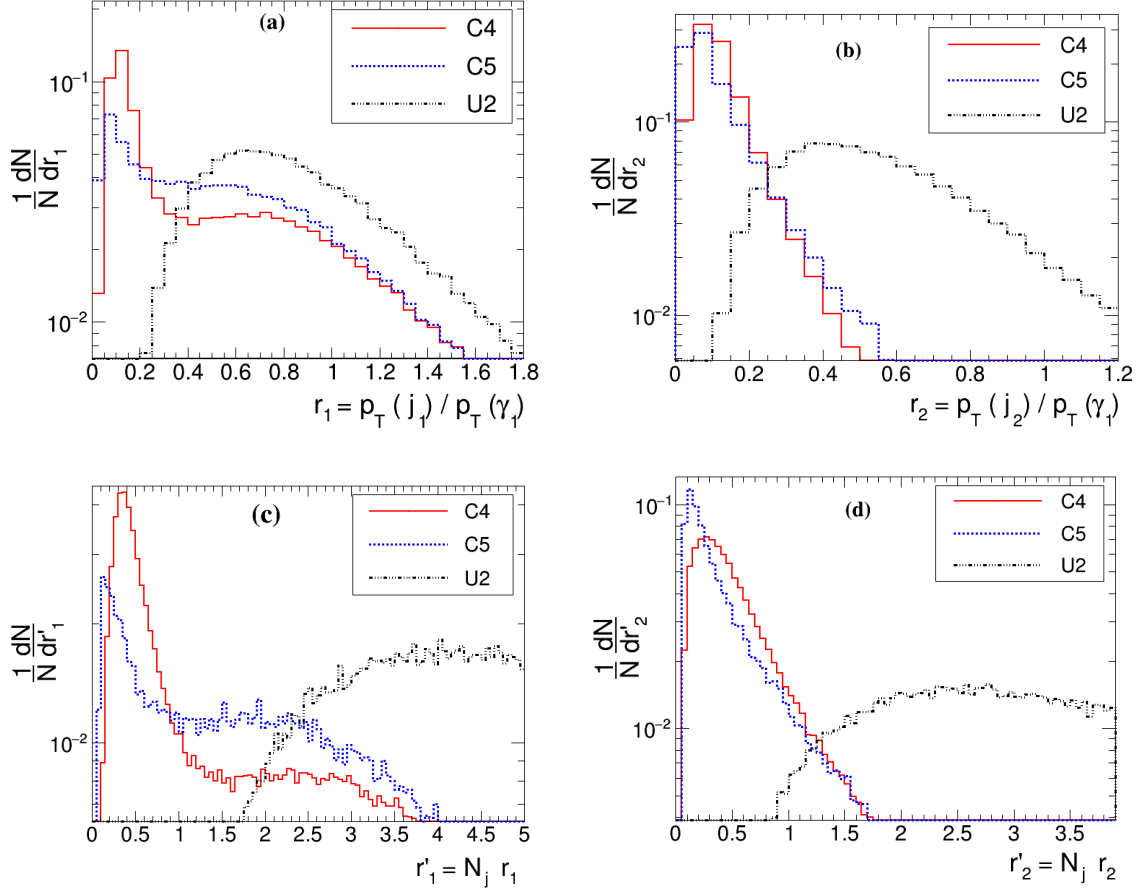 (a)
C4
C5
U2
1/N dN/dr₁
10⁻¹
10⁻²
0 0.2 0.4 0.6 0.8 1 1.2 1.4 1.6 1.8
r₁ = p_T ( j₁) / p_T (γ₁)
(b)
C4
C5
U2
1/N dN/dr₂
10⁻¹
10⁻²
0 0.2 0.4 0.6 0.8 1 1.2
r₂ = p_T ( j₂) / p_T (γ₁)
(c)
C4
C5
U2
1/N dN/dr'₁
10⁻²
0 0.5 1 1.5 2 2.5 3 3.5 4 4.5 5
r'₁ = N_j r₁
(d)
C4
C5
U2
1/N dN/dr'₂
10⁻¹
10⁻²
0 0.5 1 1.5 2 2.5 3 3.5
r'₂ = N_j r₂